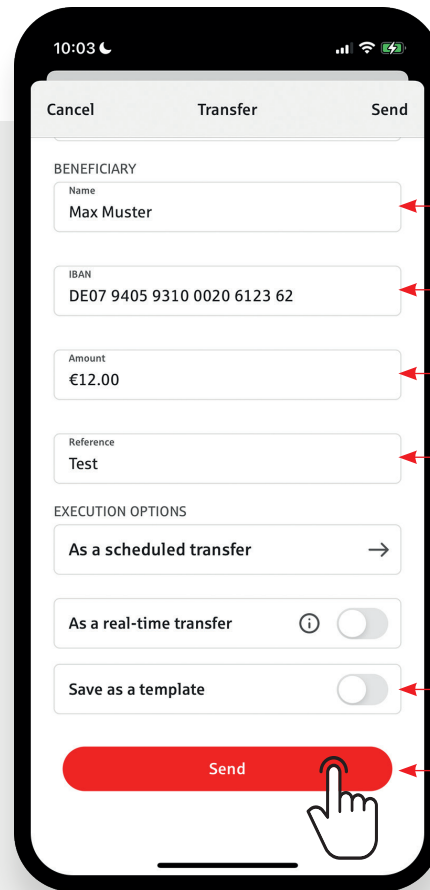 10:03
Cancel Transfer Send
BENEFICIARY
Name
Max Muster
IBAN
DE07 9405 9310 0020 6123 62
Amount
€12.00
Reference
Test
EXECUTION OPTIONS
As a scheduled transfer
As a real-time transfer
Save as a template
Send